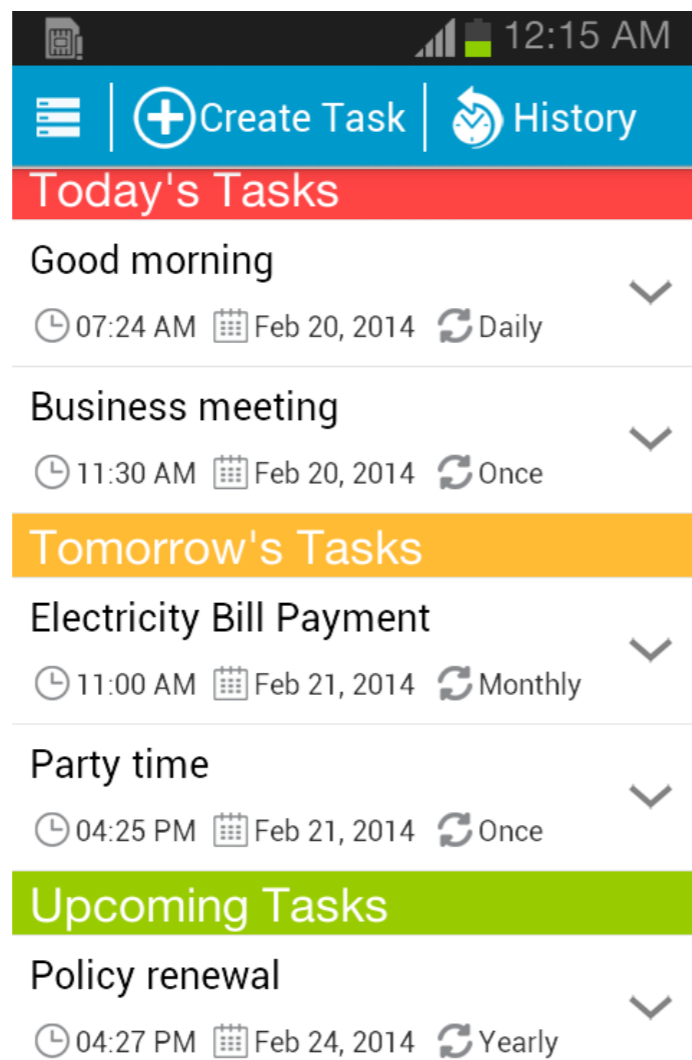 12:15 AM
Create Task History
Today's Tasks
Good morning
07:24 AM Feb 20, 2014 Daily
Business meeting
11:30 AM Feb 20, 2014 Once
Tomorrow's Tasks
Electricity Bill Payment
11:00 AM Feb 21, 2014 Monthly
Party time
04:25 PM Feb 21, 2014 Once
Upcoming Tasks
Policy renewal
04:27 PM Feb 24, 2014 Yearly